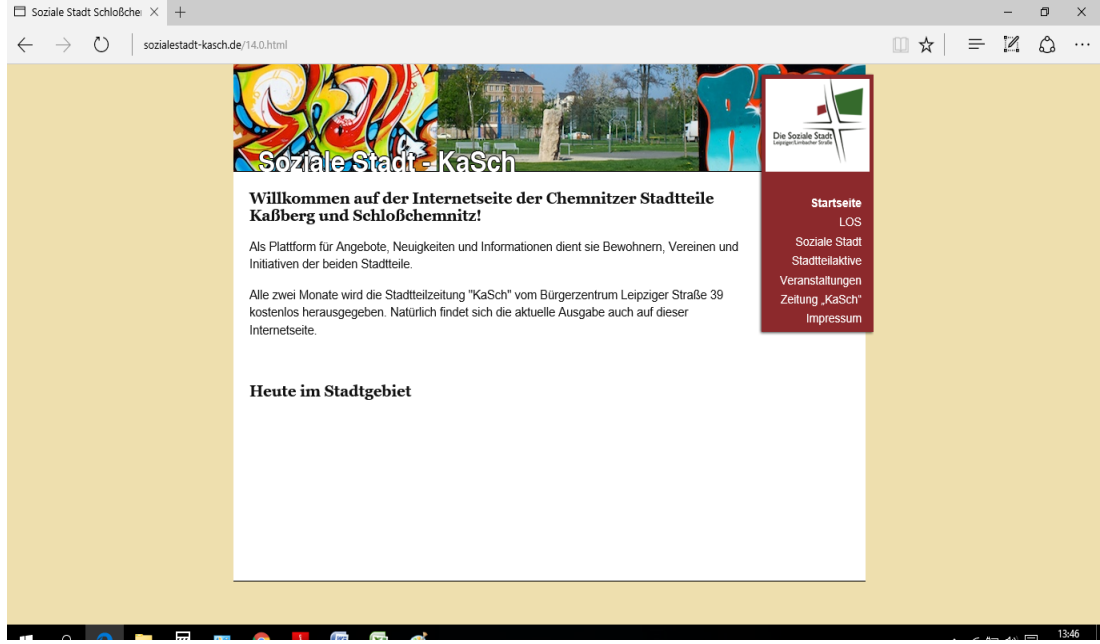 Soziale Stadt Schloßche
sozialestadt-kasch.de/14.0.html
Soziale Stadt - KaSch
Die Soziale Stadt
Leipziger/Limbacher Straße
Willkommen auf der Internetseite der Chemnitzer Stadtteile
Kaßberg und Schloßchemnitz!
Als Plattform für Angebote, Neuigkeiten und Informationen dient sie Bewohnern, Vereinen und
Initiativen der beiden Stadtteile.
Alle zwei Monate wird die Stadtteilzeitung "KaSch" vom Bürgerzentrum Leipziger Straße 39
kostenlos herausgegeben. Natürlich findet sich die aktuelle Ausgabe auch auf dieser
Internetseite.
Heute im Stadtgebiet
Startseite
LOS
Soziale Stadt
Stadtteilaktive
Veranstaltungen
Zeitung „KaSch"
Impressum
13:46